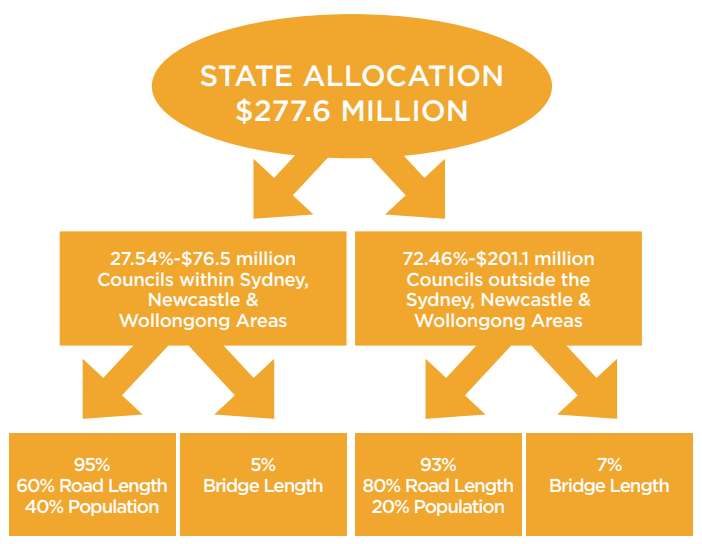 STATE ALLOCATION
$277.6 MILLION
27.54%-$76.5 million
Councils within Sydney,
Newcastle &
Wollongong Areas
72.46%-$201.1 million
Councils outside the
Sydney, Newcastle &
Wollongong Areas
95%
60% Road Length
40% Population
5%
Bridge Length
93%
80% Road Length
20% Population
7%
Bridge Length